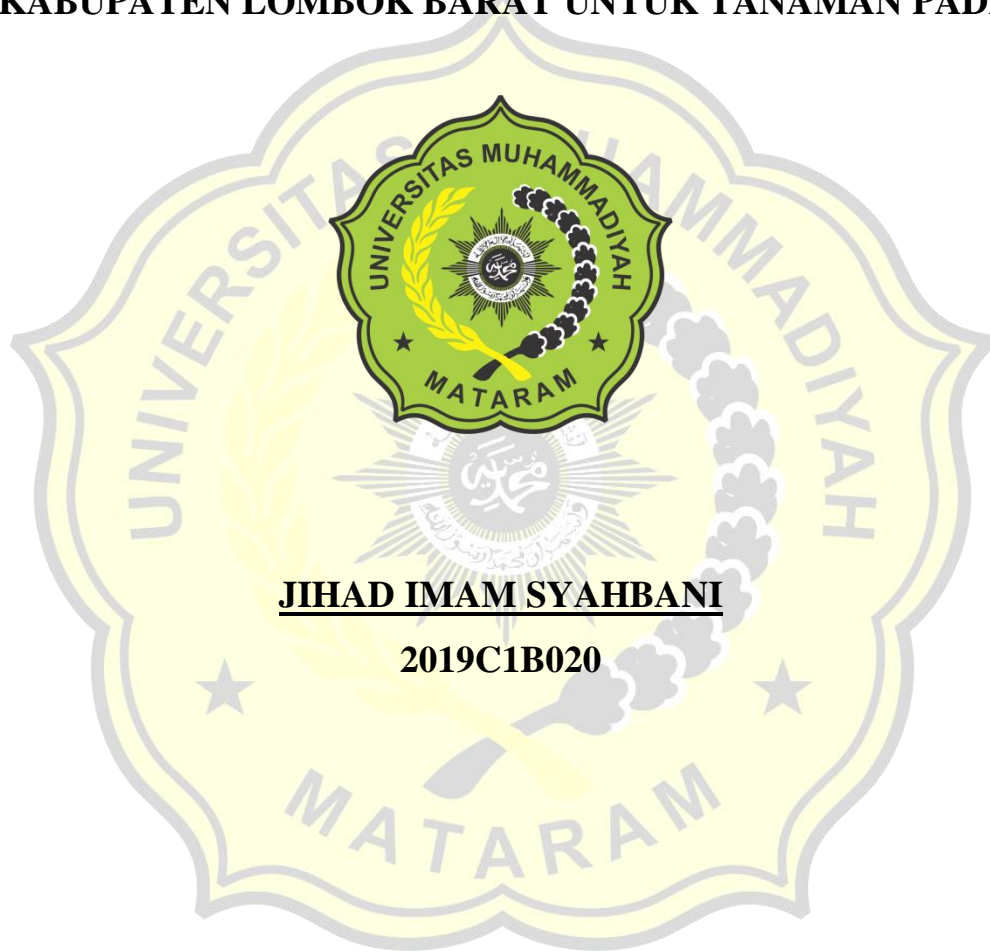 KABUPATEN LOMBOK BARAT UNTUK TANAMAN
UNIVERSITAS MUHAMMADIYAH
MATARAM
JIHAD IMAM SYAHBANI
2019C1B020
UNIVERSITAS MUHAMMADIYAH
MATARAM